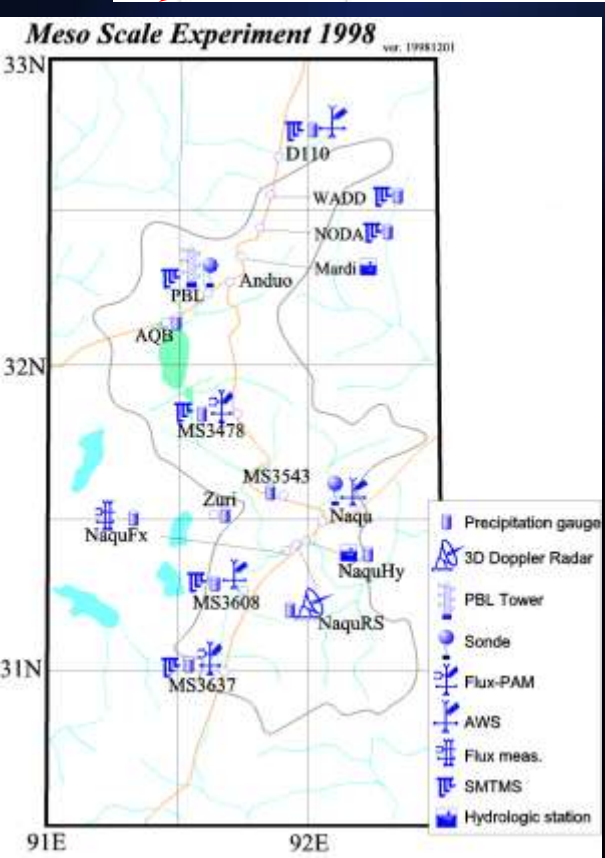 Meso Scale Experiment 1998
ver. 19981201
33N
D110
WADD
NODA
Mardi
PBL
Anduo
AQB
32N
MS3478
MS3543
Zuri
Naqu
NaquFx
NaquHy
MS3608
NaquRS
31N
MS3637
91E
92E
Precipitation gauge
3D Doppler Radar
PBL Tower
Sonde
Flux-PAM
AWS
Flux meas.
SMTMS
Hydrologic station